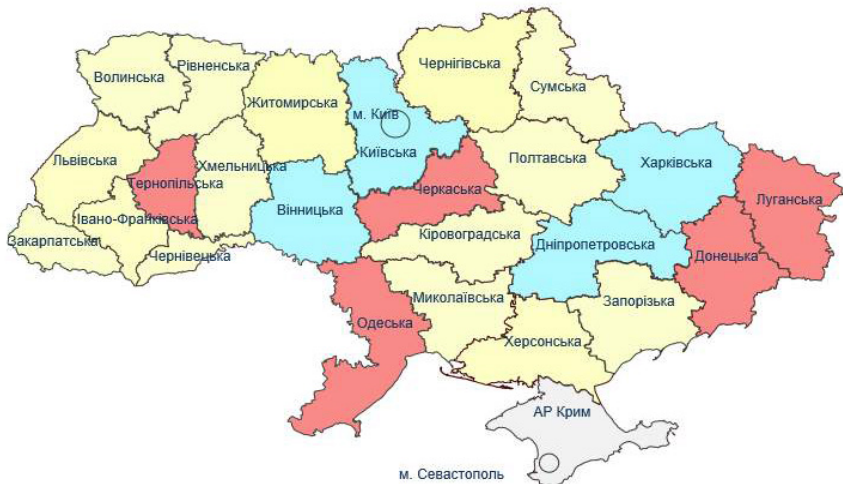 Чернігівська
Волинська
Рівненська
Сумська
Житомирська
м. Київ
Київська
Львівська
Тернопільська
Хмельницька
Полтавська
Харківська
Черкаська
Луганська
Івано-Франківська
Вінницька
Закарпатська
Чернівецька
Кіровоградська
Дніпропетровська
Донецька
Одеська
Миколаївська
Запорізька
Херсонська
АР Крим
м. Севастополь